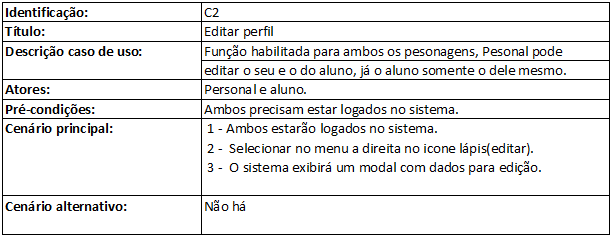 Identificação: C2
Título: Editar perfil
Descrição caso de uso: Função habilitada para ambos os pesonagens, Pesonal pode
editar o seu e o do aluno, já o aluno somente o dele mesmo.
Atores: Personal e aluno.
Pré-condições: Ambos precisam estar logados no sistema.
Cenário principal: 1 - Ambos estarão logados no sistema.
2 - Selecionar no menu a direita no icone lápis(editar).
3 - O sistema exibirá um modal com dados para edição.
Cenário alternativo: Não há